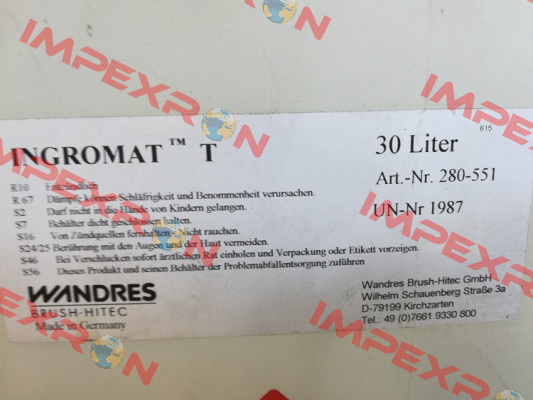 IMPEXRON
INGROMAT™ T
30 Liter
615
Art.-Nr. 280-551
UN-Nr 1987
R10 Entzündlich
R 67 Dämpfe können Schläfrigkeit und Benommenheit verursachen.
S2 Darf nicht in die Hände von Kindern gelangen.
S7 Behälter dicht geschlossen halten.
S16 Von Zündquellen fernhalten - Nicht rauchen.
S24/25 Berührung mit den Augen und der Haut vermeiden.
S46 Bei Verschlucken sofort ärztlichen Rat einholen und Verpackung oder Etikett vorzeigen.
S56 Dieses Produkt und seinen Behälter der Problemabfallentsorgung zuführen
WANDRES
BRUSH-HITEC
Made in Germany
Wandres Brush-Hitec GmbH
Wilhelm Schauenberg Straße 3a
D-79199 Kirchzarten
Tel.: 49 (0)7661 9330 800